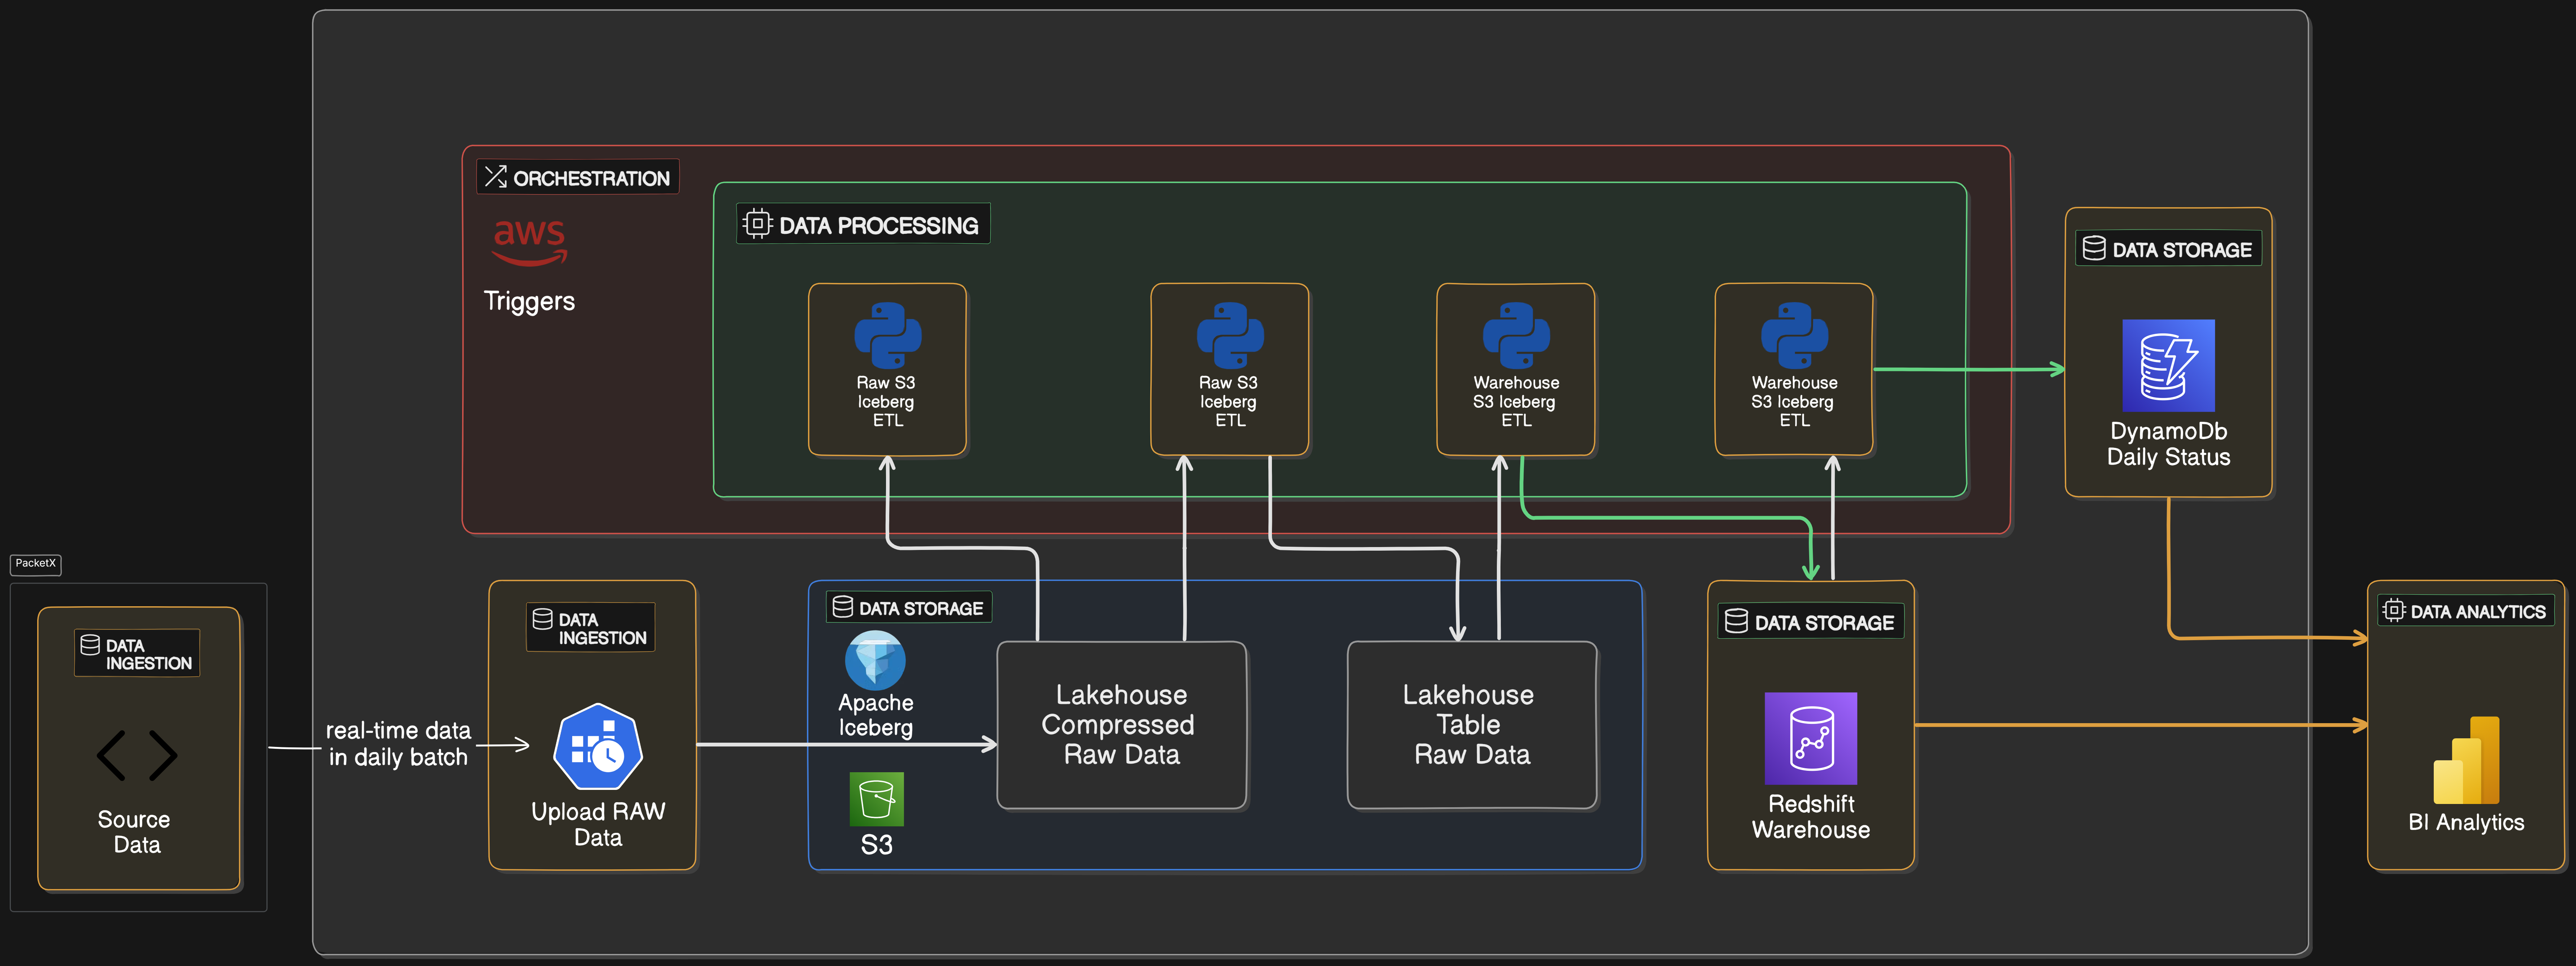 ORCHESTRATION
aws
Triggers
DATA PROCESSING
Raw S3
Iceberg
ETL
Raw S3
Iceberg
ETL
Warehouse
S3 Iceberg
ETL
Warehouse
S3 Iceberg
ETL
DATA STORAGE
DynamoDb
Daily Status
PacketX
DATA
INGESTION
Source
Data
real-time data
in daily batch
DATA
INGESTION
Upload RAW
Data
DATA STORAGE
Apache
Iceberg
S3
Lakehouse
Compressed
Raw Data
Lakehouse
Table
Raw Data
DATA STORAGE
Redshift
Warehouse
DATA ANALYTICS
BI Analytics